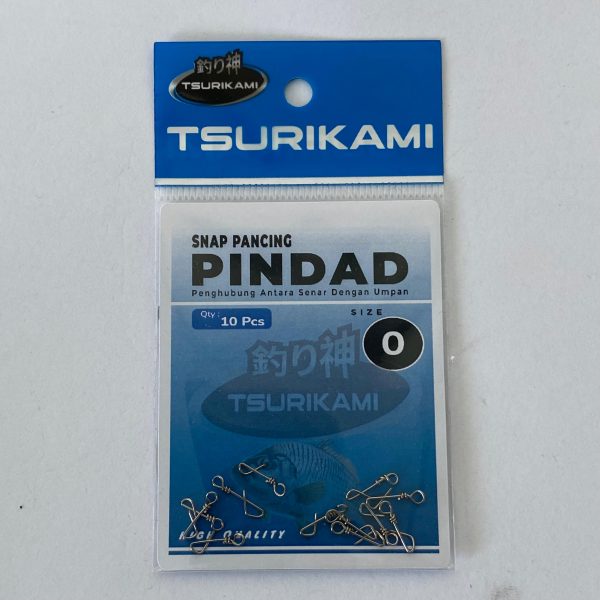 釣り神
TSURIKAMI
TSURIKAMI
SNAP PANCING
PINDAD
Penghubung Antara Senar Dengan Umpan
Qty :
10 Pcs
SIZE
0
釣り神
TSURIKAMI
HIGH QUALITY